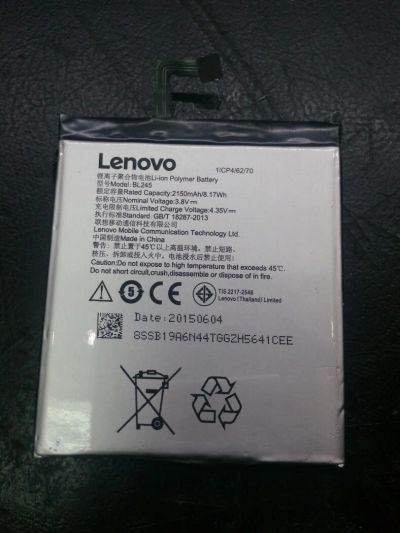 Lenovo
1ICP4/62/70
锂离子聚合物电池Li-ion Polymer Battery
型号Model: BL245
额定容量Rated Capacity: 2150mAh/8.17Wh
标称电压Nominal Voltage: 3.8V⎓
充电限制电压Limited Charge Voltage: 4.35V⎓
产品标准Standard: GB/T 18287-2013
联想移动通信科技有限公司
Lenovo Mobile Communication Technology Ltd.
中国制造Made in China
警告: 禁止置于45℃以上高温环境。禁止短路、
挤压、拆卸或投入火中。电池浸水后禁止使用!
Caution:Do not expose to high temperature that exceeds 45℃.
Do not short circuit,crush,disassemble or dispose of in fire.
5
CE
TIS 2217-2548
Lenovo (Thailand) Limited
Date: 20150604
8SSB19A6N44TGGZH5641CEE